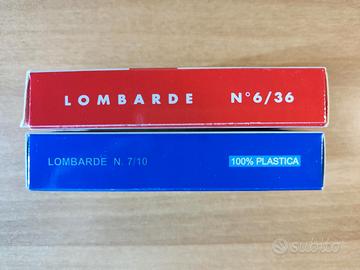 LOMBARDE N°6/36
LOMBARDE N. 7/10 100% PLASTICA
subito